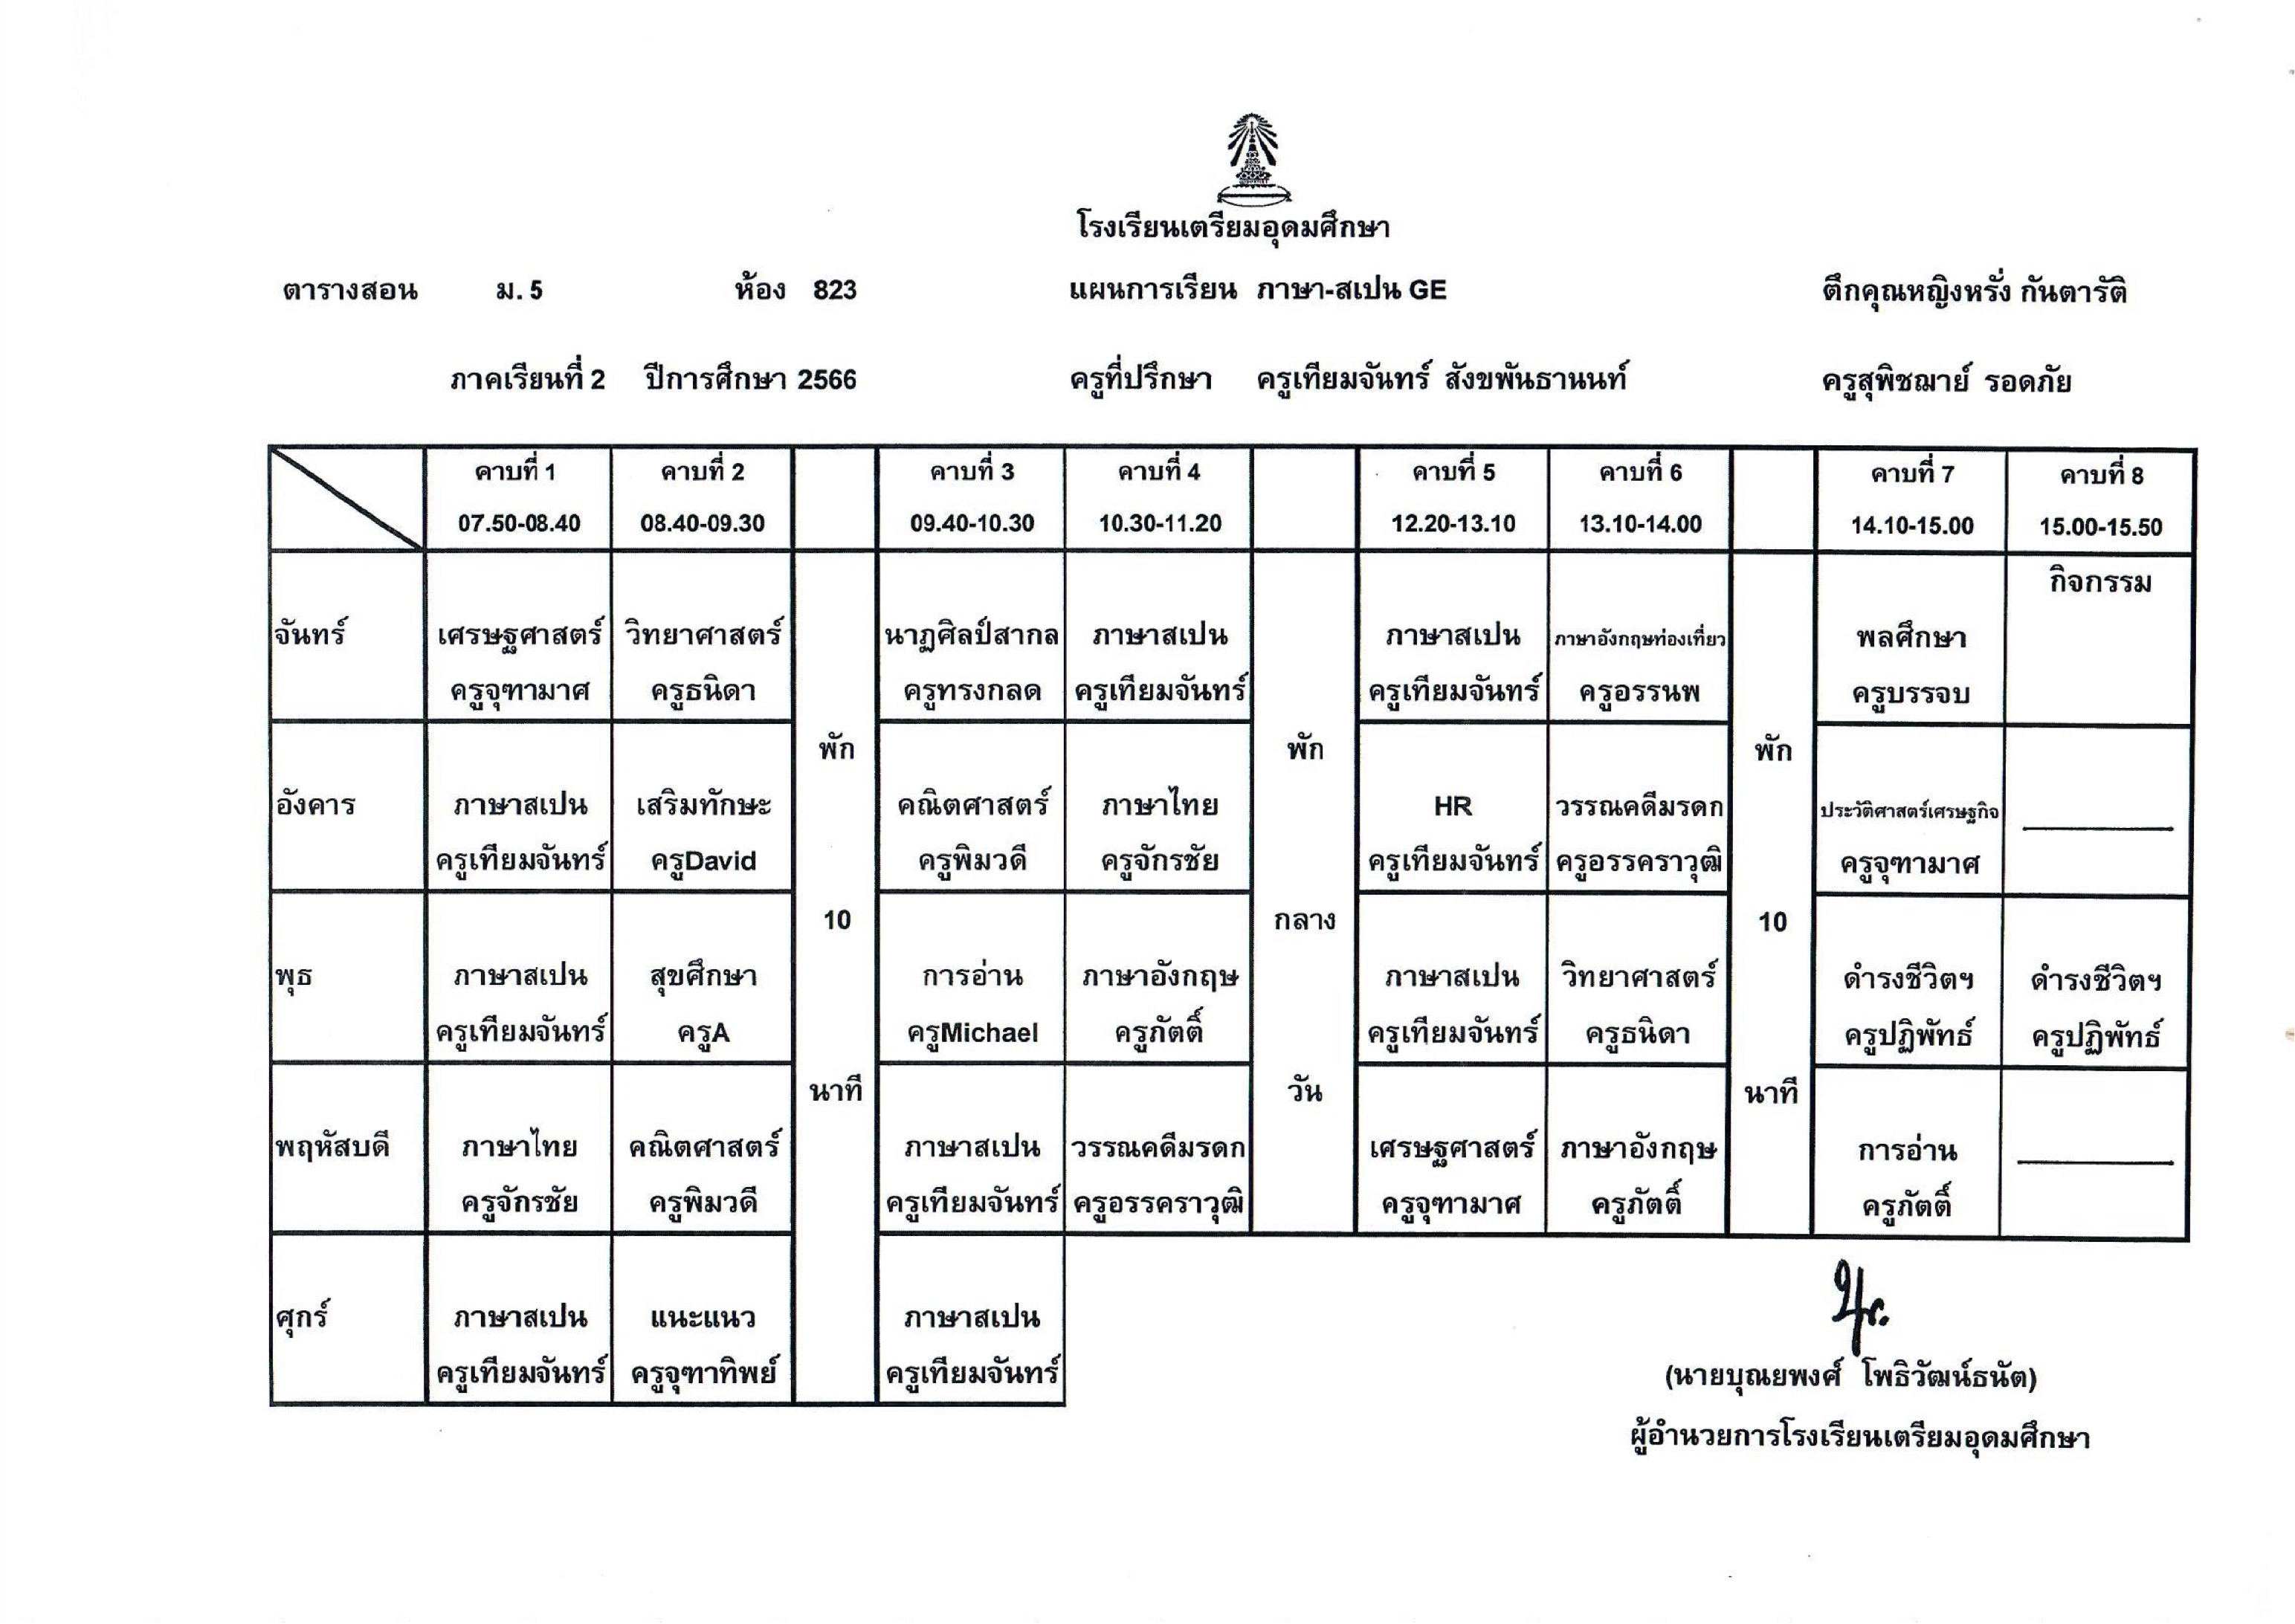 โรงเรียนเตรียมอุดมศึกษา
ตารางสอน ม. 5 ห้อง 823 แผนการเรียน ภาษา-สเปน GE ตึกคุณหญิงหรั่ง กันตารัติ
ภาคเรียนที่ 2 ปีการศึกษา 2566 ครูที่ปรึกษา ครูเทียมจันทร์ สังขพันธานนท์ ครูสุพิชฌาย์ รอดภัย
คาบที่ 1 คาบที่ 2 คาบที่ 3 คาบที่ 4 คาบที่ 5 คาบที่ 6 คาบที่ 7 คาบที่ 8
07.50-08.40 08.40-09.30 09.40-10.30 10.30-11.20 12.20-13.10 13.10-14.00 14.10-15.00 15.00-15.50
กิจกรรม
จันทร์ เศรษฐศาสตร์ วิทยาศาสตร์ นาฏศิลป์สากล ภาษาสเปน ภาษาสเปน ภาษาอังกฤษท่องเที่ยว พลศึกษา
ครูจุฑามาศ ครูธนิดา ครูทรงกลด ครูเทียมจันทร์ ครูเทียมจันทร์ ครูอรรนพ ครูบรรจบ
พัก พัก พัก
อังคาร ภาษาสเปน เสริมทักษะ คณิตศาสตร์ ภาษาไทย HR วรรณคดีมรดก ประวัติศาสตร์เศรษฐกิจ
ครูเทียมจันทร์ ครูDavid ครูพิมวดี ครูจักรชัย ครูเทียมจันทร์ ครูอรรคราวุฒิ ครูจุฑามาศ
10 กลาง 10
พุธ ภาษาสเปน สุขศึกษา การอ่าน ภาษาอังกฤษ ภาษาสเปน วิทยาศาสตร์ ดำรงชีวิตฯ ดำรงชีวิตฯ
ครูเทียมจันทร์ ครูA ครูMichael ครูภัตติ์ ครูเทียมจันทร์ ครูธนิดา ครูปฏิพัทธ์ ครูปฏิพัทธ์
นาที วัน นาที
พฤหัสบดี ภาษาไทย คณิตศาสตร์ ภาษาสเปน วรรณคดีมรดก เศรษฐศาสตร์ ภาษาอังกฤษ การอ่าน
ครูจักรชัย ครูพิมวดี ครูเทียมจันทร์ ครูอรรคราวุฒิ ครูจุฑามาศ ครูภัตติ์ ครูภัตติ์
ศุกร์ ภาษาสเปน แนะแนว ภาษาสเปน
ครูเทียมจันทร์ ครูจุฑาทิพย์ ครูเทียมจันทร์
(นายบุณยพงศ์ โพธิวัฒน์ธนัต)
ผู้อำนวยการโรงเรียนเตรียมอุดมศึกษา